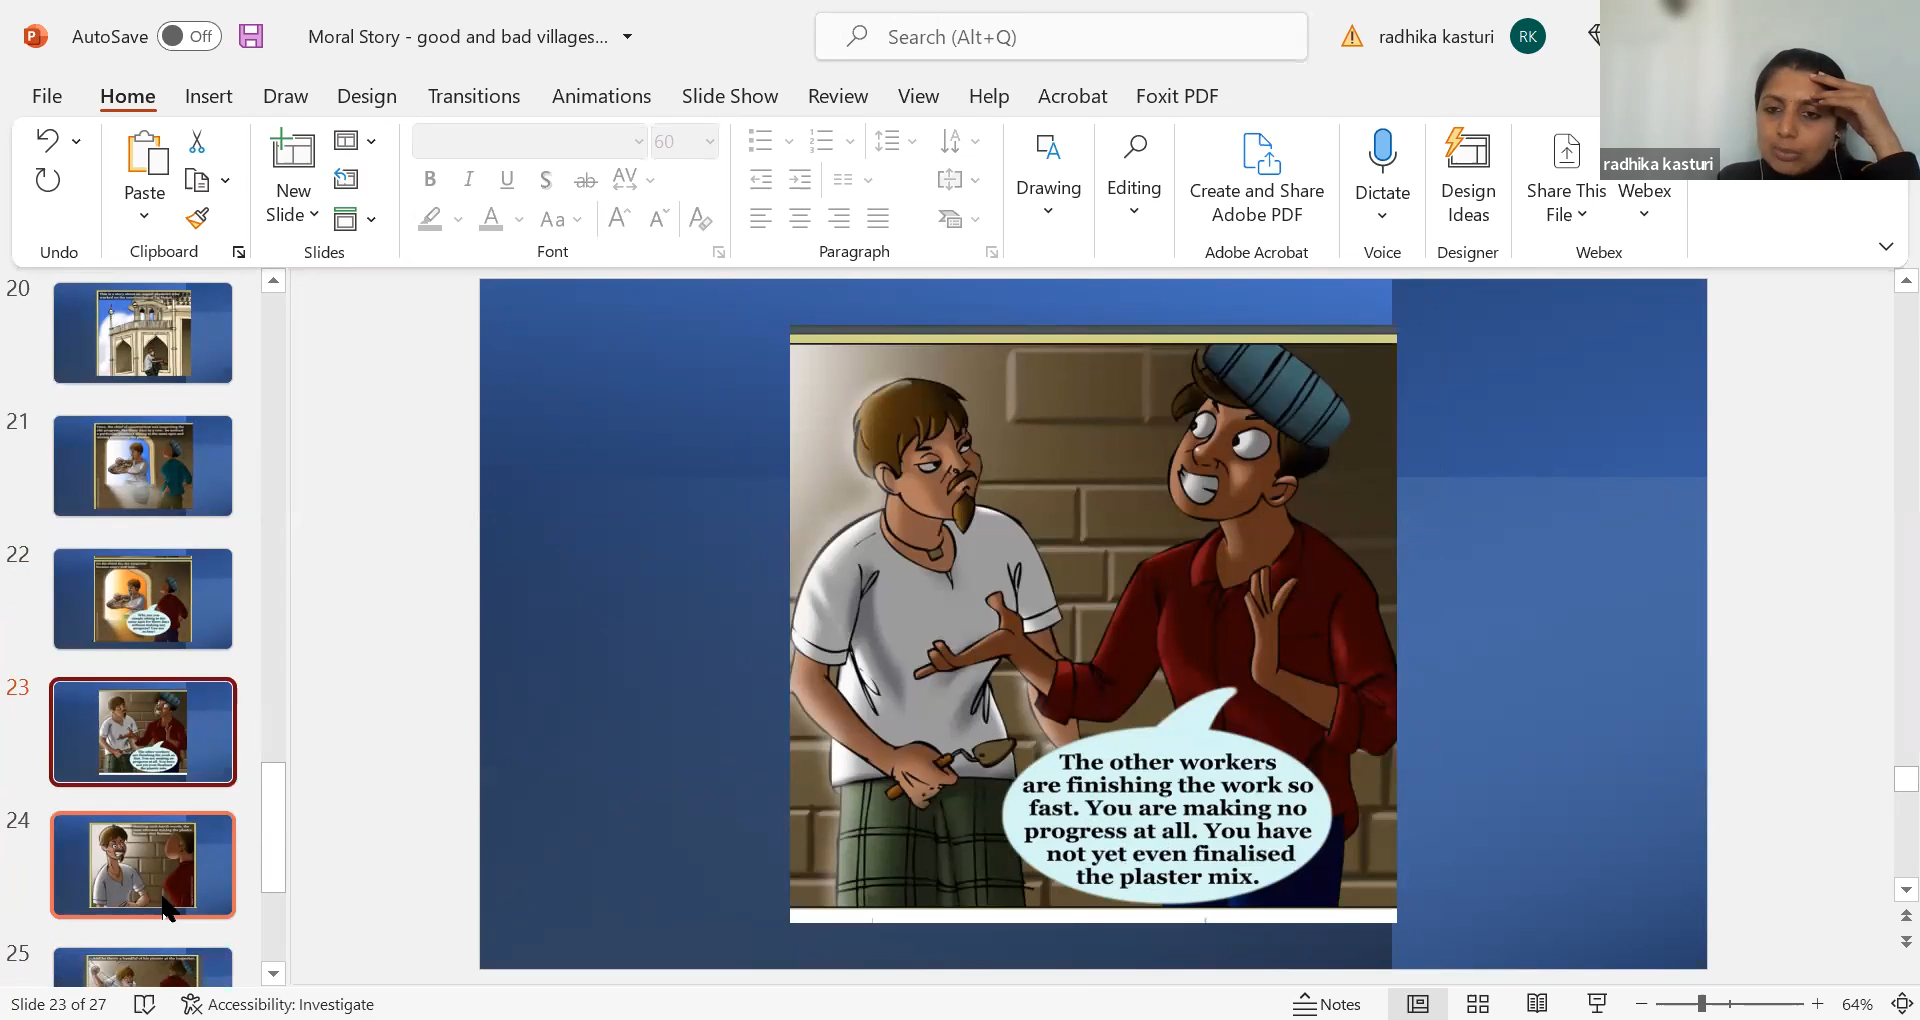 AutoSave Off Moral Story - good and bad villages... Search (Alt+Q) radhika kasturi RK
File Home Insert Draw Design Transitions Animations Slide Show Review View Help Acrobat Foxit PDF
radhika kasturi
60
Paste
New
Slide
Drawing
Editing
Create and Share
Adobe PDF
Dictate
Design
Ideas
Share This
File
Webex
Undo Clipboard Slides Font Paragraph Adobe Acrobat Voice Designer Webex
20
21
22
23
24
25
The other workers
are finishing the work so
fast. You are making no
progress at all. You have
not yet even finalised
the plaster mix.
Slide 23 of 27 Accessibility: Investigate Notes 64%